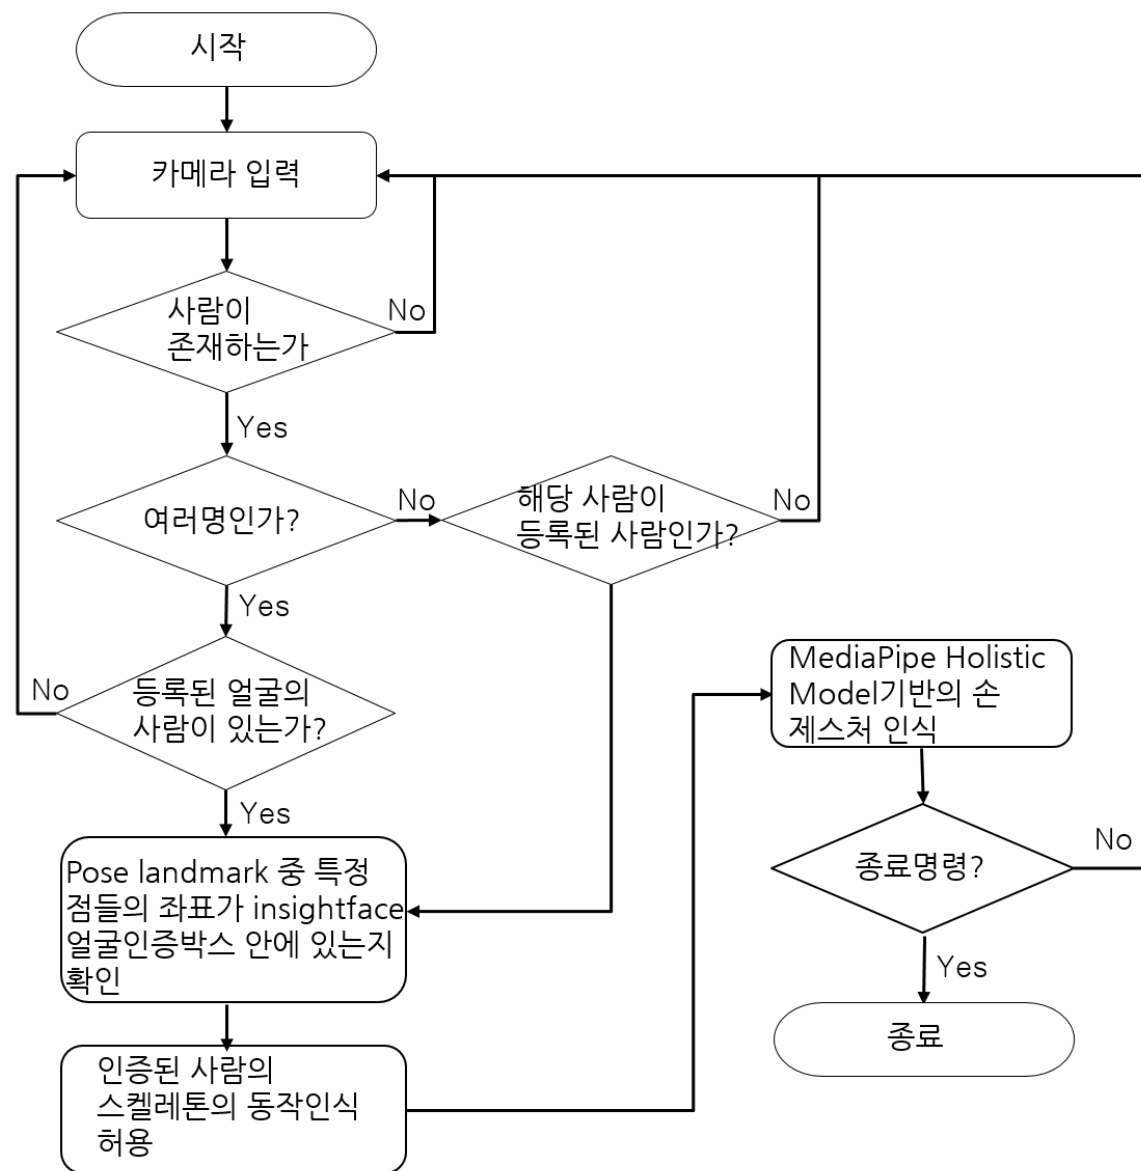 시작
카메라 입력
사람이
존재하는가
No
Yes
여러명인가?
No
해당 사람이
등록된 사람인가?
No
Yes
등록된 얼굴의
사람이 있는가?
No
Yes
Pose landmark 중 특정
점들의 좌표가 insightface
얼굴인증박스 안에 있는지
확인
인증된 사람의
스켈레톤의 동작인식
허용
MediaPipe Holistic
Model기반의 손
제스처 인식
종료명령?
No
Yes
종료